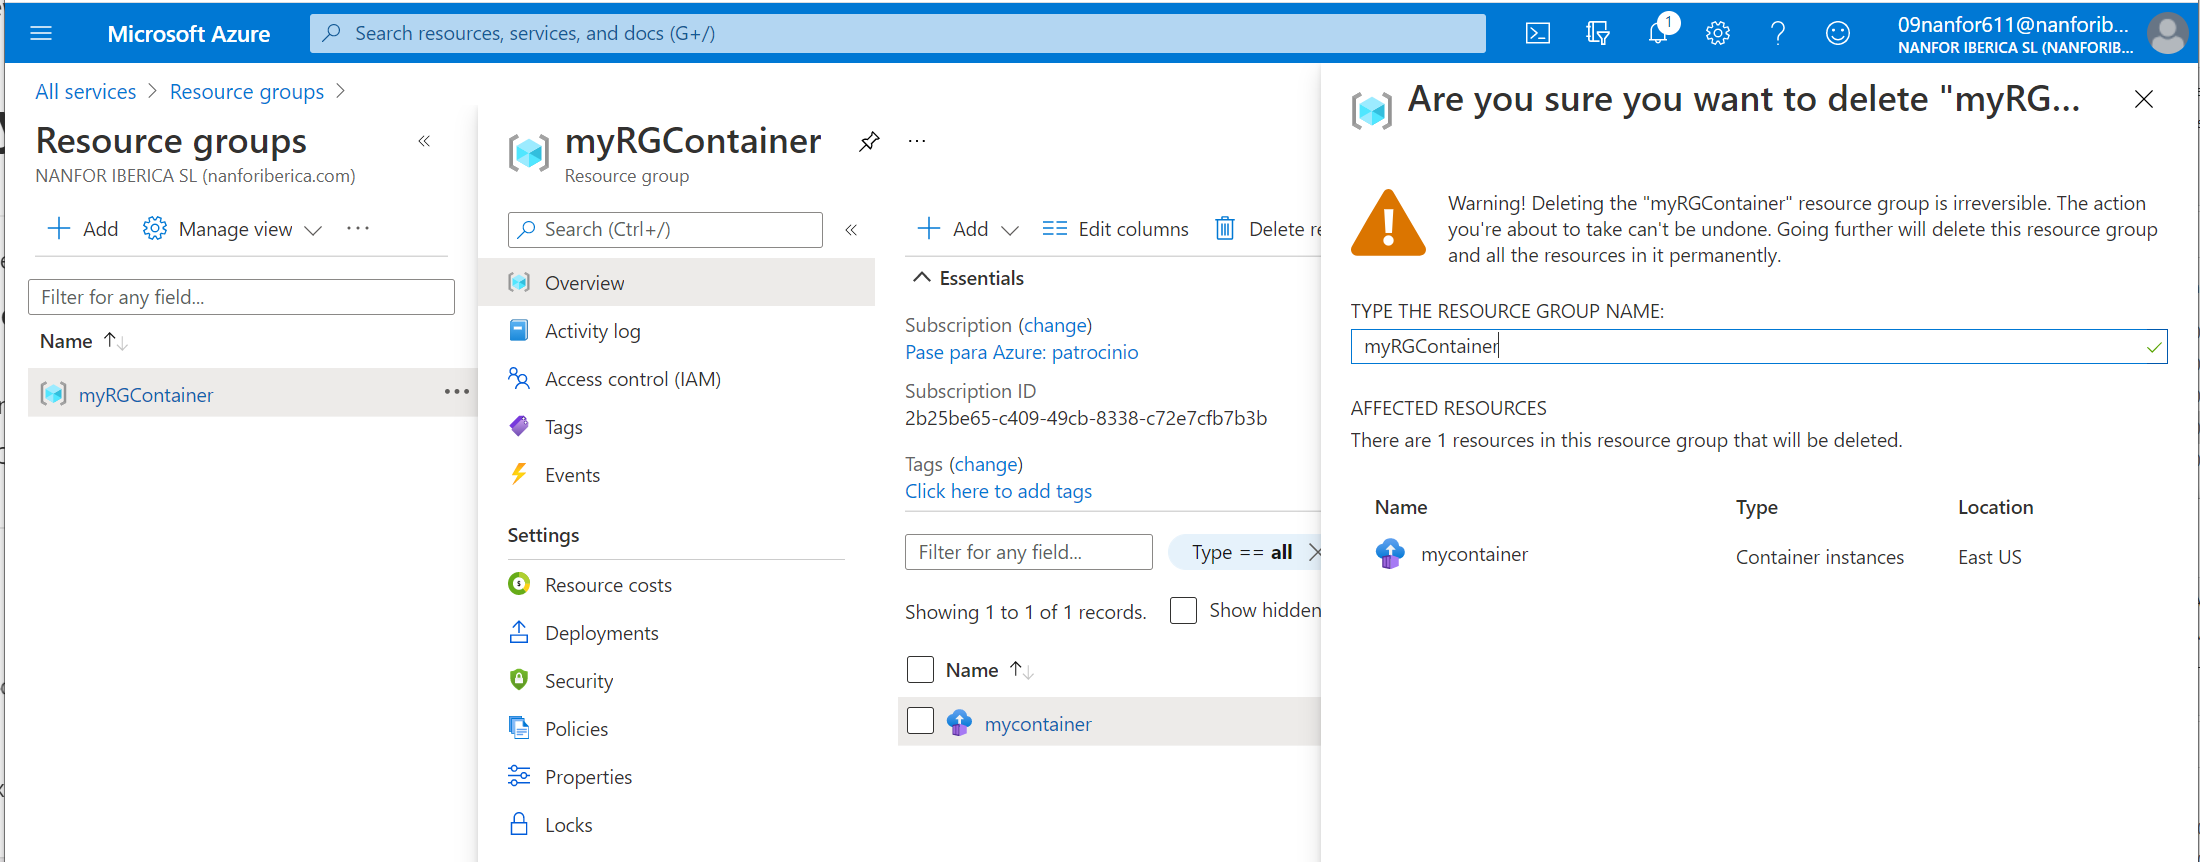 Microsoft Azure
Search resources, services, and docs (G+/)
1
09nanfor611@nanforib...
NANFOR IBERICA SL (NANFORIB...
All services > Resource groups >
Resource groups
NANFOR IBERICA SL (nanforiberica.com)
Add
Manage view
Filter for any field...
Name
myRGContainer
myRGContainer
Resource group
Search (Ctrl+/)
Overview
Activity log
Access control (IAM)
Tags
Events
Settings
Resource costs
Deployments
Security
Policies
Properties
Locks
Add
Edit columns
Delete re
Essentials
Subscription (change)
Pase para Azure: patrocinio
Subscription ID
2b25be65-c409-49cb-8338-c72e7cfb7b3b
Tags (change)
Click here to add tags
Filter for any field...
Type == all
Showing 1 to 1 of 1 records.
Show hidden
Name
mycontainer
Are you sure you want to delete "myRG...
Warning! Deleting the "myRGContainer" resource group is irreversible. The action
you're about to take can't be undone. Going further will delete this resource group
and all the resources in it permanently.
TYPE THE RESOURCE GROUP NAME:
myRGContainer
AFFECTED RESOURCES
There are 1 resources in this resource group that will be deleted.
Name Type Location
mycontainer Container instances East US